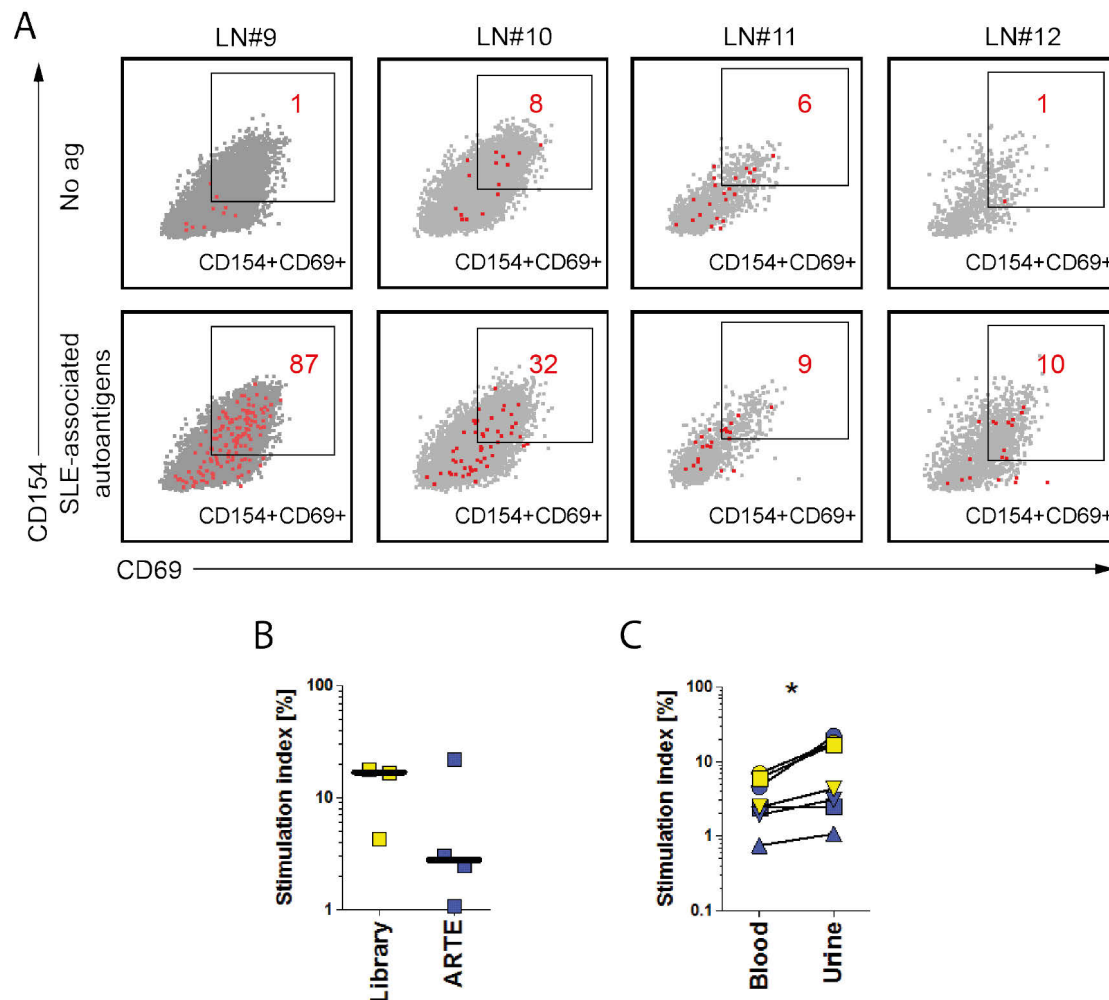 A
LN#9 LN#10 LN#11 LN#12
No ag
1 8 6 1
CD154+CD69+ CD154+CD69+ CD154+CD69+ CD154+CD69+
SLE-associated
autoantigens
87 32 9 10
CD154+CD69+ CD154+CD69+ CD154+CD69+ CD154+CD69+
CD154
CD69
B
Stimulation index [%]
100
10
1
Library ARTE
C
Stimulation index [%]
*
100
10
1
0.1
Blood Urine